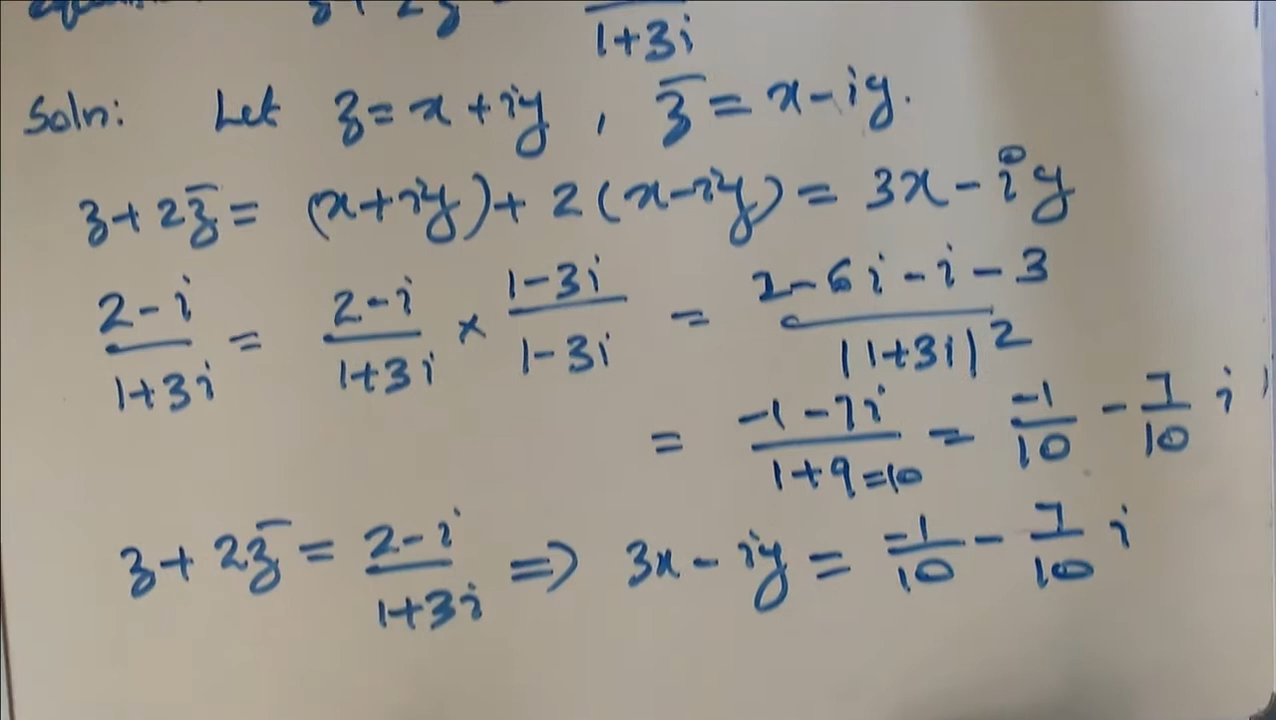 z + 2z̄
1+3i
Soln: Let z = x + iy , z̄ = x - iy.
z + 2z̄ = (x+iy) + 2(x-iy) = 3x - iy
(2-i)/(1+3i) = (2-i)/(1+3i) × (1-3i)/(1-3i) = (2-6i-i-3)/|1+3i|²
= (-1-7i)/(1+9=10) = -1/10 - 7/10 i
z + 2z̄ = (2-i)/(1+3i) ⇒ 3x - iy = -1/10 - 7/10 i